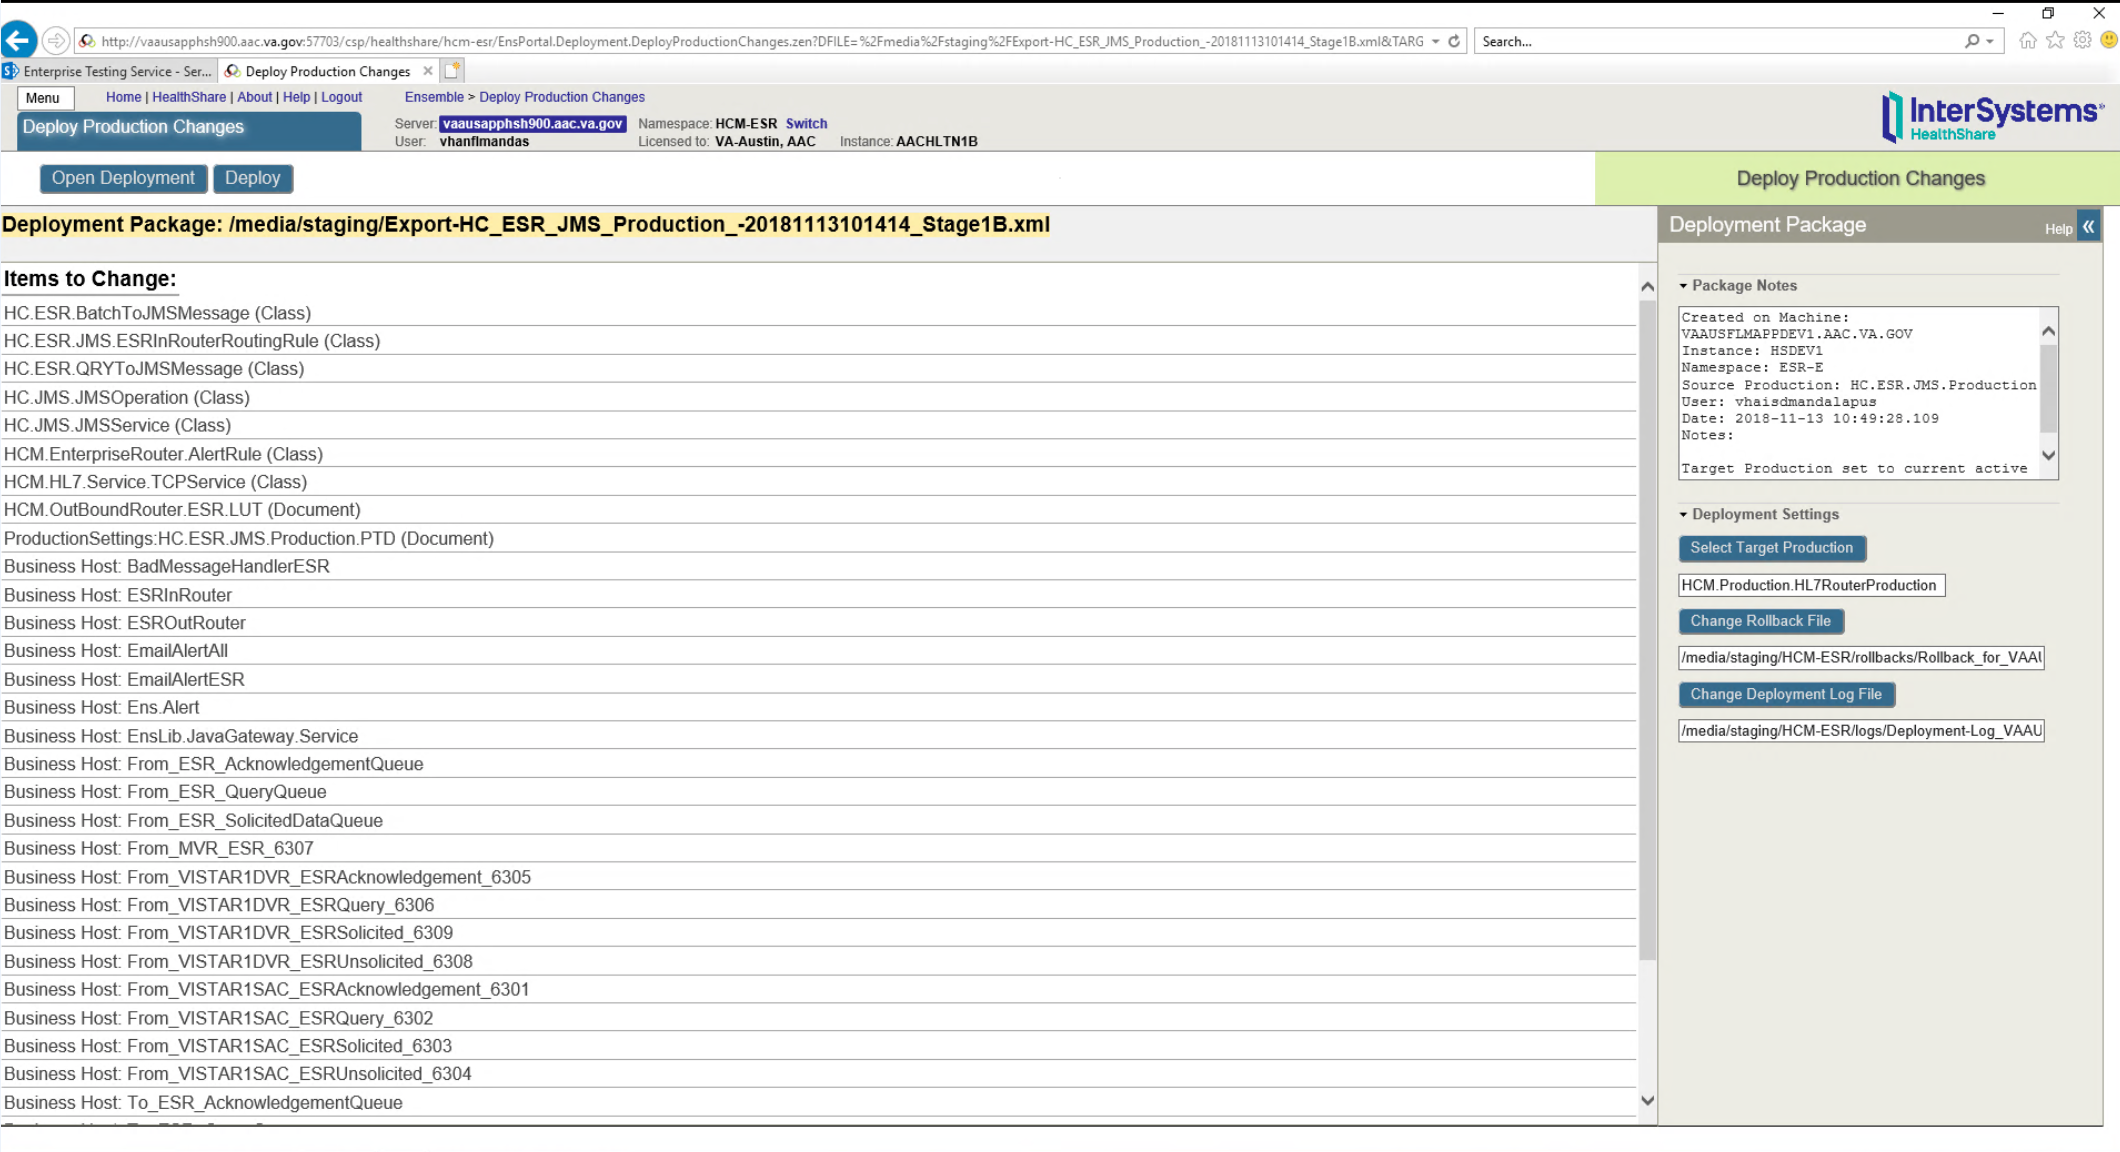 http://vaausapphsh900.aac.va.gov:57703/csp/healthshare/hcm-esr/EnsPortal.Deployment.DeployProductionChanges.zen?DFILE=%2Fmedia%2Fstaging%2FExport-HC_ESR_JMS_Production_-20181113101414_Stage1B.xml&TARG
Search...
Enterprise Testing Service - Ser...
Deploy Production Changes
Menu
Home | HealthShare | About | Help | Logout
Ensemble > Deploy Production Changes
Deploy Production Changes
Server: vaausapphsh900.aac.va.gov Namespace: HCM-ESR Switch
User: vhanflmandas Licensed to: VA-Austin, AAC Instance: AACHLTN1B
InterSystems
HealthShare
Open Deployment
Deploy
Deploy Production Changes
Deployment Package: /media/staging/Export-HC_ESR_JMS_Production_-20181113101414_Stage1B.xml
Items to Change:
HC.ESR.BatchToJMSMessage (Class)
HC.ESR.JMS.ESRInRouterRoutingRule (Class)
HC.ESR.QRYToJMSMessage (Class)
HC.JMS.JMSOperation (Class)
HC.JMS.JMSService (Class)
HCM.EnterpriseRouter.AlertRule (Class)
HCM.HL7.Service.TCPService (Class)
HCM.OutBoundRouter.ESR.LUT (Document)
ProductionSettings:HC.ESR.JMS.Production.PTD (Document)
Business Host: BadMessageHandlerESR
Business Host: ESRInRouter
Business Host: ESROutRouter
Business Host: EmailAlertAll
Business Host: EmailAlertESR
Business Host: Ens.Alert
Business Host: EnsLib.JavaGateway.Service
Business Host: From_ESR_AcknowledgementQueue
Business Host: From_ESR_QueryQueue
Business Host: From_ESR_SolicitedDataQueue
Business Host: From_MVR_ESR_6307
Business Host: From_VISTAR1DVR_ESRAcknowledgement_6305
Business Host: From_VISTAR1DVR_ESRQuery_6306
Business Host: From_VISTAR1DVR_ESRSolicited_6309
Business Host: From_VISTAR1DVR_ESRUnsolicited_6308
Business Host: From_VISTAR1SAC_ESRAcknowledgement_6301
Business Host: From_VISTAR1SAC_ESRQuery_6302
Business Host: From_VISTAR1SAC_ESRSolicited_6303
Business Host: From_VISTAR1SAC_ESRUnsolicited_6304
Business Host: To_ESR_AcknowledgementQueue
Deployment Package
Help
Package Notes
Created on Machine:
VAAUSFLMAPPDEV1.AAC.VA.GOV
Instance: HSDEV1
Namespace: ESR-E
Source Production: HC.ESR.JMS.Production
User: vhaisdmandalapus
Date: 2018-11-13 10:49:28.109
Notes:
Target Production set to current active
Deployment Settings
Select Target Production
HCM.Production.HL7RouterProduction
Change Rollback File
/media/staging/HCM-ESR/rollbacks/Rollback_for_VAAU
Change Deployment Log File
/media/staging/HCM-ESR/logs/Deployment-Log_VAAU